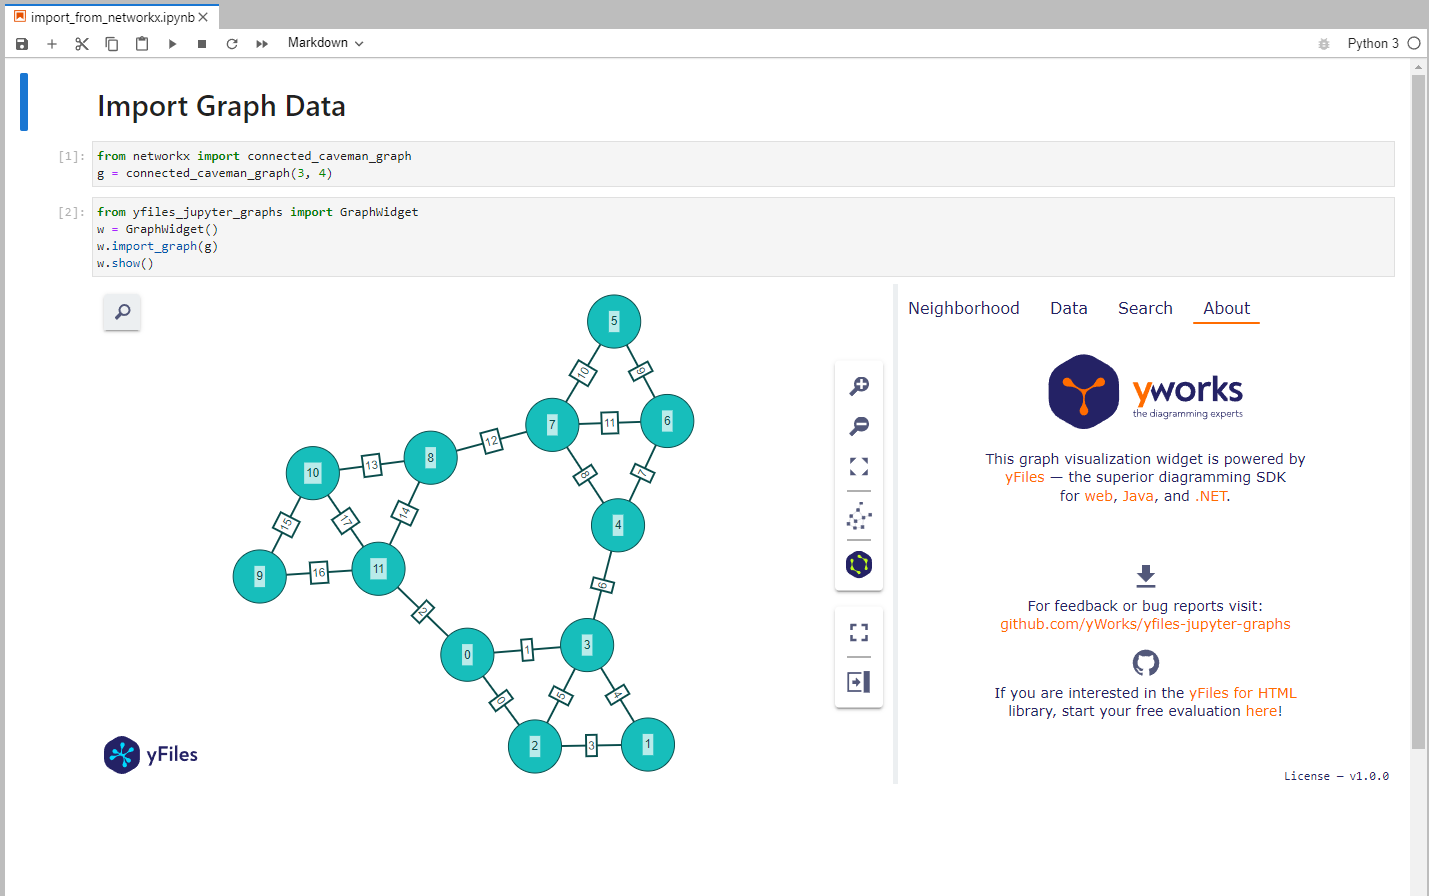 import_from_networkx.ipynb
Markdown
Python 3
Import Graph Data
[1]:
from networkx import connected_caveman_graph
g = connected_caveman_graph(3, 4)
[2]:
from yfiles_jupyter_graphs import GraphWidget
w = GraphWidget()
w.import_graph(g)
w.show()
5
10
9
7
11
6
12
8
13
10
8
7
14
4
15
17
9
16
11
6
2
0
1
3
0
5
4
2
3
1
yFiles
Neighborhood Data Search About
yworks
the diagramming experts
This graph visualization widget is powered by
yFiles — the superior diagramming SDK
for web, Java, and .NET.
For feedback or bug reports visit:
github.com/yWorks/yfiles-jupyter-graphs
If you are interested in the yFiles for HTML
library, start your free evaluation here!
License — v1.0.0